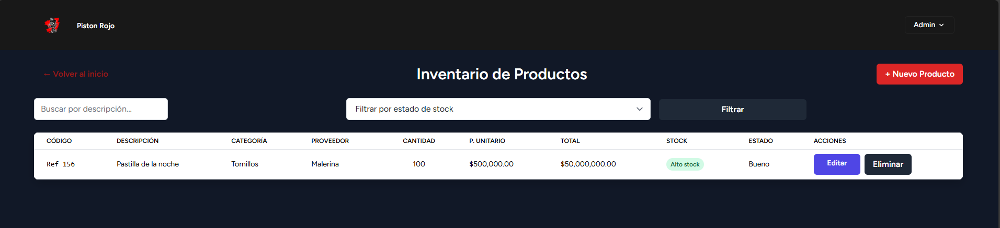 Piston Rojo
Admin
← Volver al inicio
Inventario de Productos
+ Nuevo Producto
Buscar por descripción...
Filtrar por estado de stock
Filtrar
CÓDIGO DESCRIPCIÓN CATEGORÍA PROVEEDOR CANTIDAD P. UNITARIO TOTAL STOCK ESTADO ACCIONES
Ref 156 Pastilla de la noche Tornillos Malerina 100 $500,000.00 $50,000,000.00 Alto stock Bueno Editar Eliminar